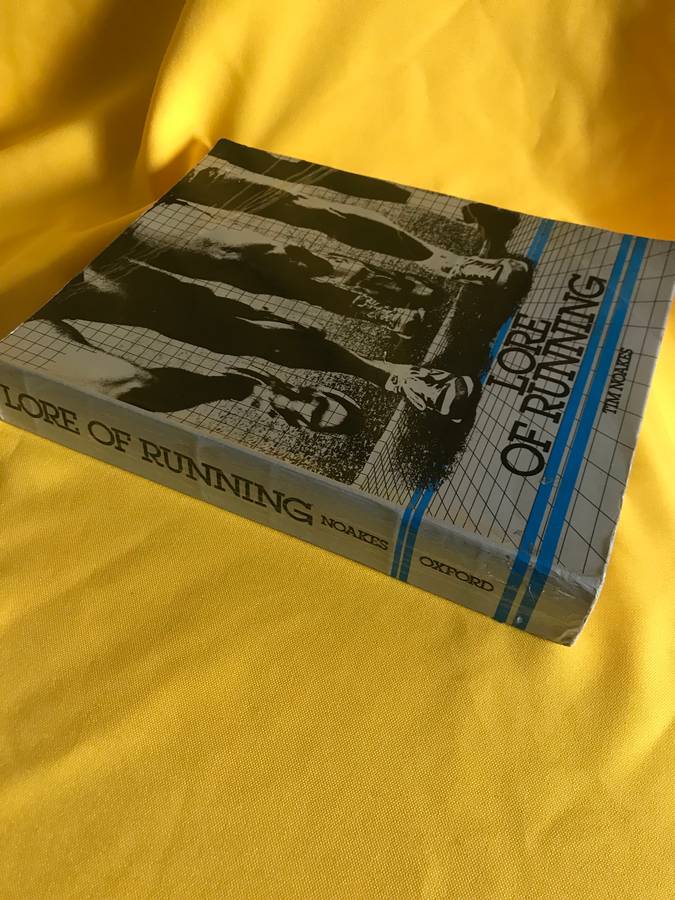 LORE
OF RUNNING
TIM NOAKES
LORE OF RUNNING NOAKES OXFORD